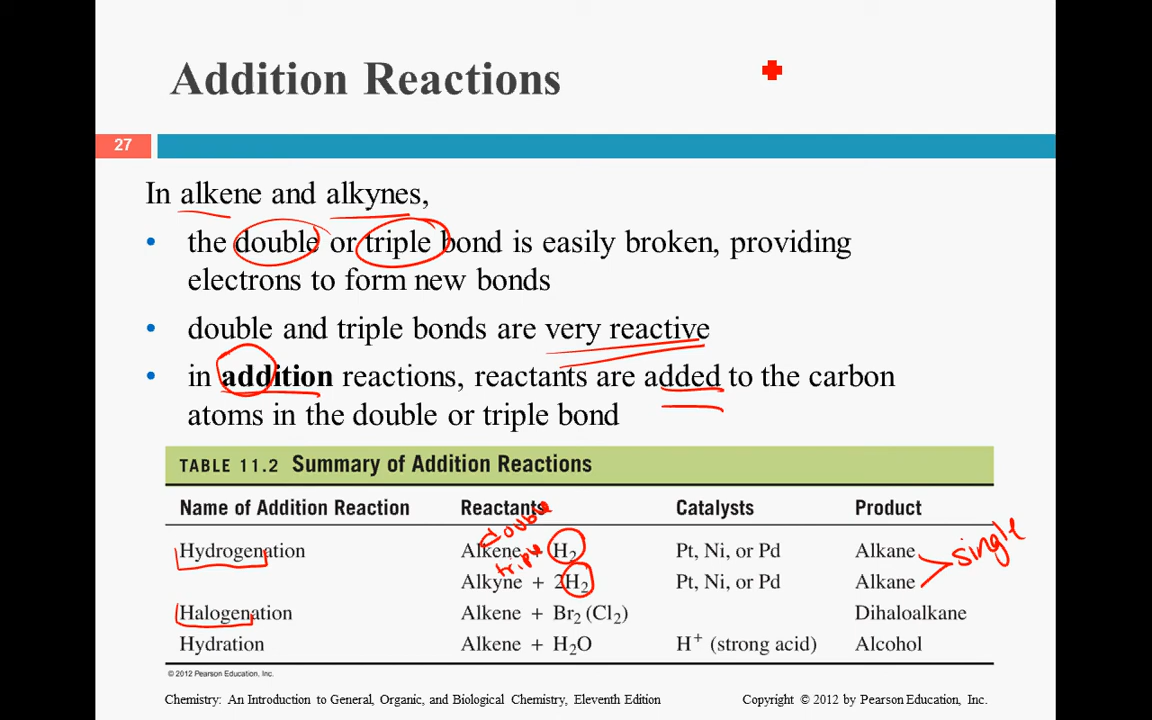 Addition Reactions
27
In alkene and alkynes,
• the double or triple bond is easily broken, providing
electrons to form new bonds
• double and triple bonds are very reactive
• in addition reactions, reactants are added to the carbon
atoms in the double or triple bond
TABLE 11.2 Summary of Addition Reactions
Name of Addition Reaction Reactants Catalysts Product
double
Hydrogenation Alkene + H₂ Pt, Ni, or Pd Alkane
single
triple
Alkyne + 2H₂ Pt, Ni, or Pd Alkane
Halogenation Alkene + Br₂ (Cl₂) Dihaloalkane
Hydration Alkene + H₂O H⁺ (strong acid) Alcohol
© 2012 Pearson Education, Inc.
Chemistry: An Introduction to General, Organic, and Biological Chemistry, Eleventh Edition Copyright © 2012 by Pearson Education, Inc.